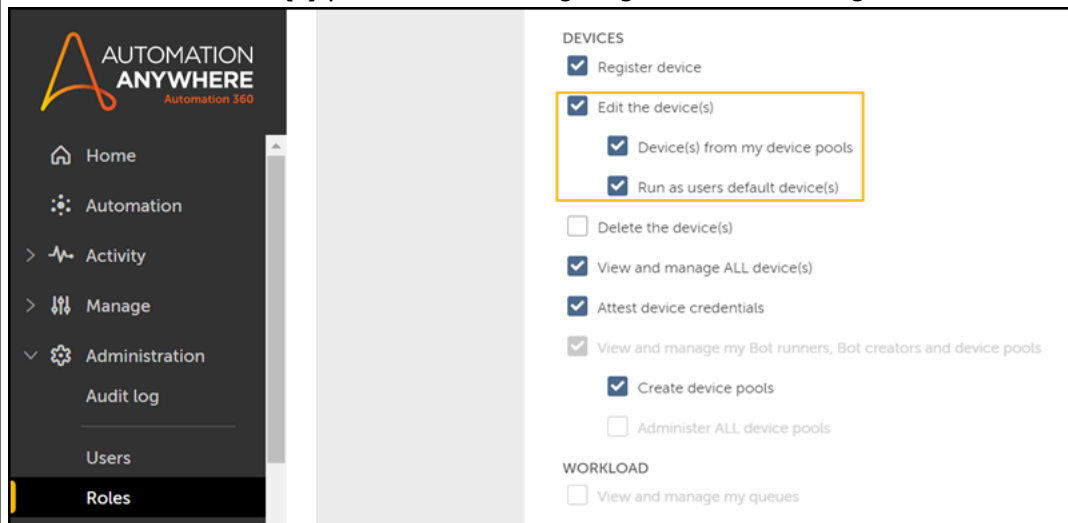 AUTOMATION
ANYWHERE
Automation 360
Home
Automation
Activity
Manage
Administration
Audit log
Users
Roles
DEVICES
Register device
Edit the device(s)
Device(s) from my device pools
Run as users default device(s)
Delete the device(s)
View and manage ALL device(s)
Attest device credentials
View and manage my Bot runners, Bot creators and device pools
Create device pools
Administer ALL device pools
WORKLOAD
View and manage my queues